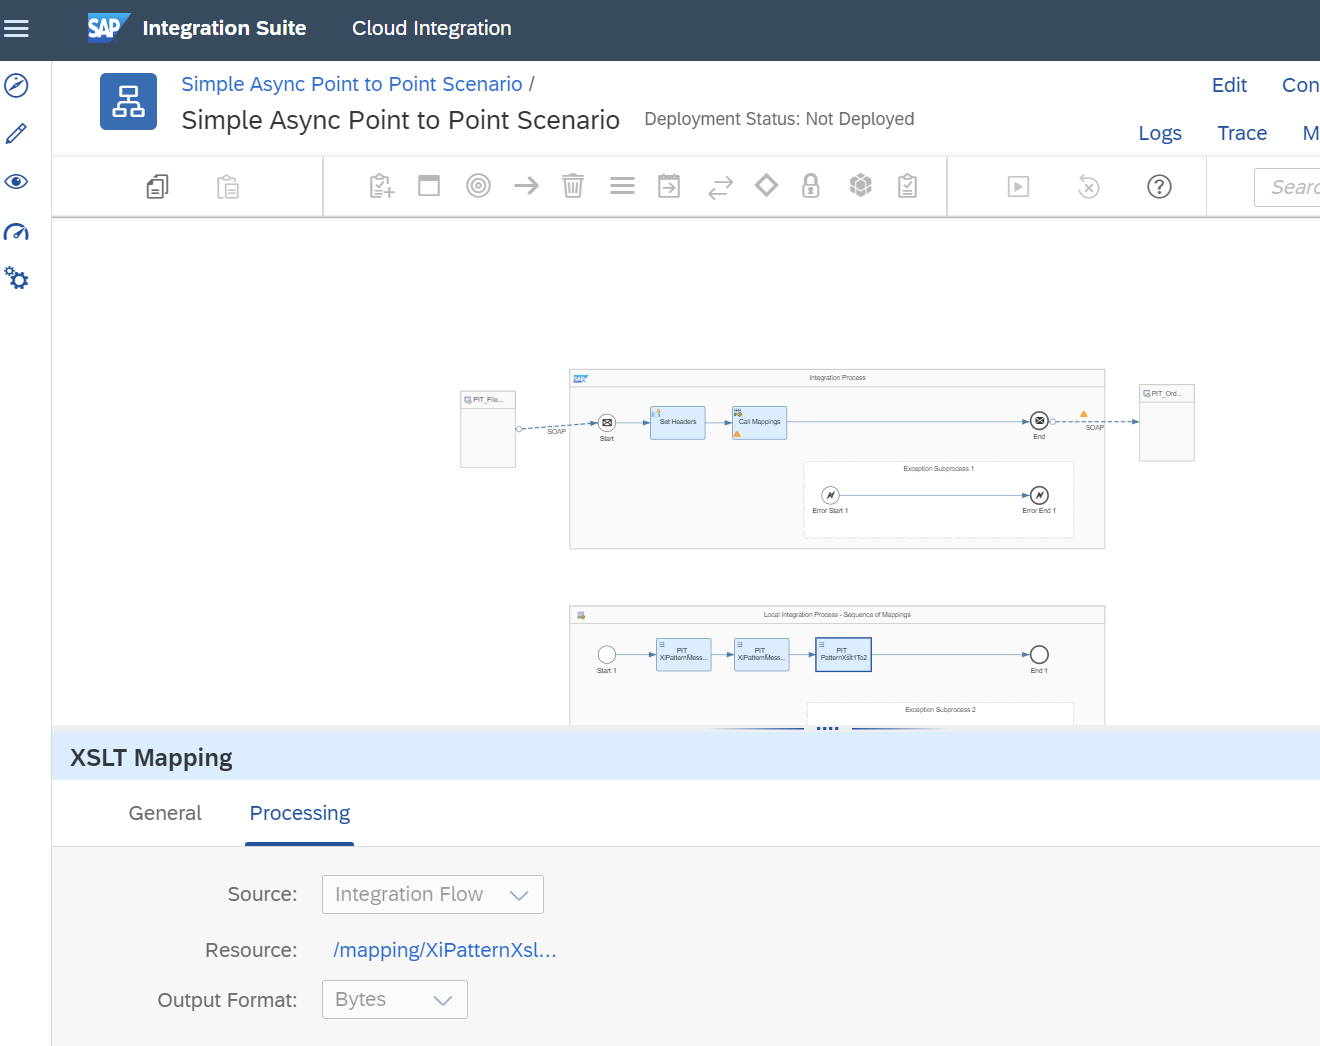 SAP Integration Suite Cloud Integration
Simple Async Point to Point Scenario /
Edit Con
Simple Async Point to Point Scenario Deployment Status: Not Deployed
Logs Trace M
Searc
SAP Integration Process
PIT_File...
PIT_Ord...
SOAP
Start
Set Headers
Call Mappings
End
SOAP
Exception Subprocess 1
Error Start 1
Error End 1
Local Integration Process - Sequence of Mappings
Start 1
PIT
XiPatternMess...
PIT
XiPatternMess...
PIT
PatternXslt1To2
End 1
Exception Subprocess 2
XSLT Mapping
General Processing
Source: Integration Flow
Resource: /mapping/XiPatternXsl...
Output Format: Bytes